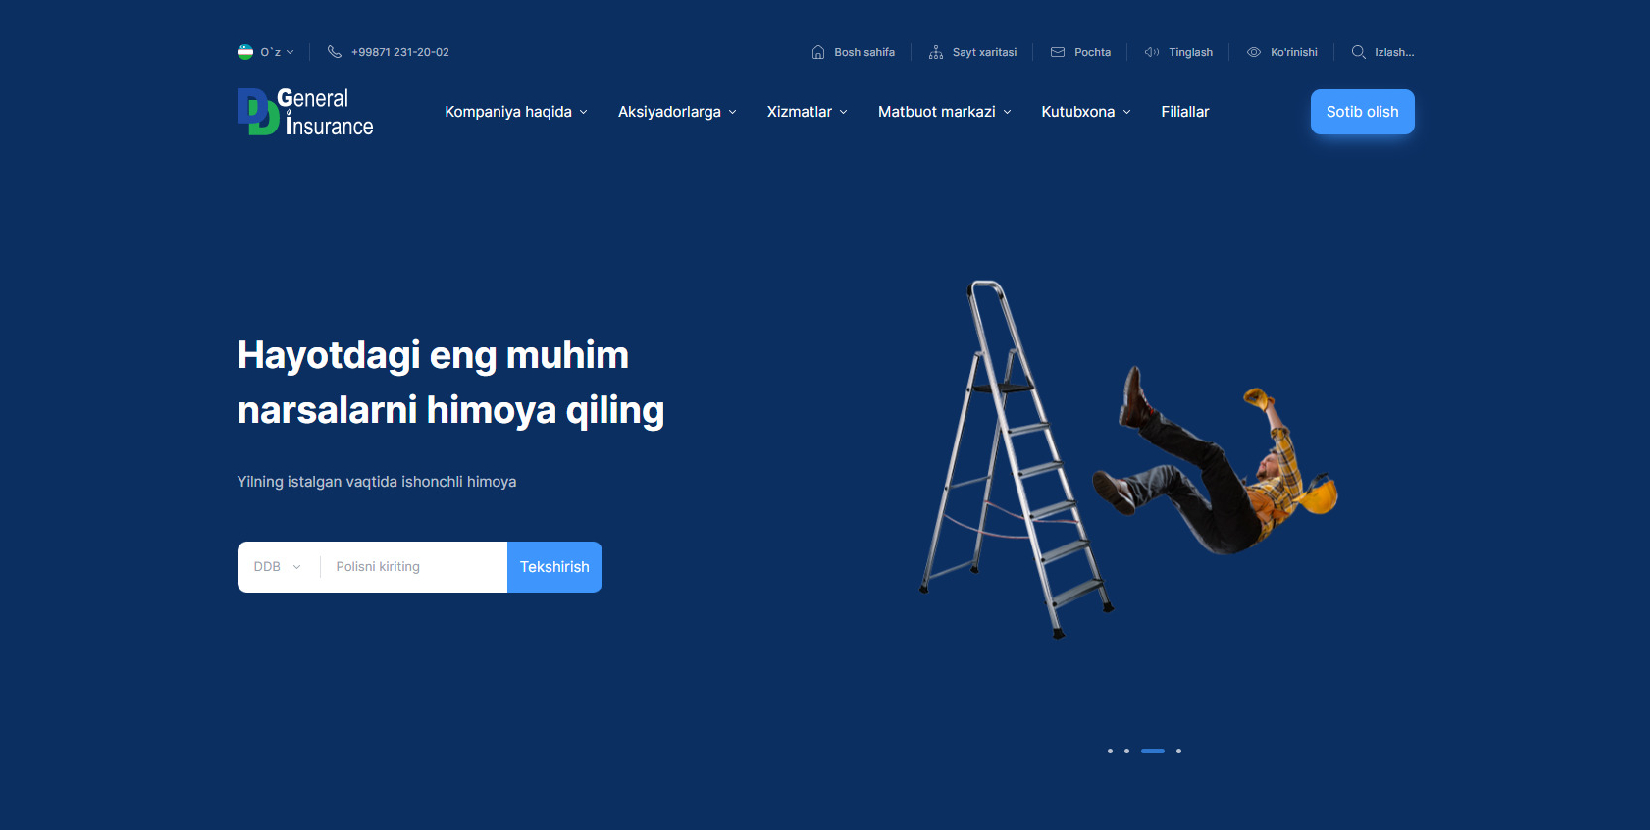 O`z
+99871 231-20-02
Bosh sahifa
Sayt xaritasi
Pochta
Tinglash
Ko'rinishi
Izlash...
DD General
Insurance
Kompaniya haqida
Aksiyadorlarga
Xizmatlar
Matbuot markazi
Kutubxona
Filiallar
Sotib olish
Hayotdagi eng muhim
narsalarni himoya qiling
Yilning istalgan vaqtida ishonchli himoya
DDB
Polisni kiriting
Tekshirish